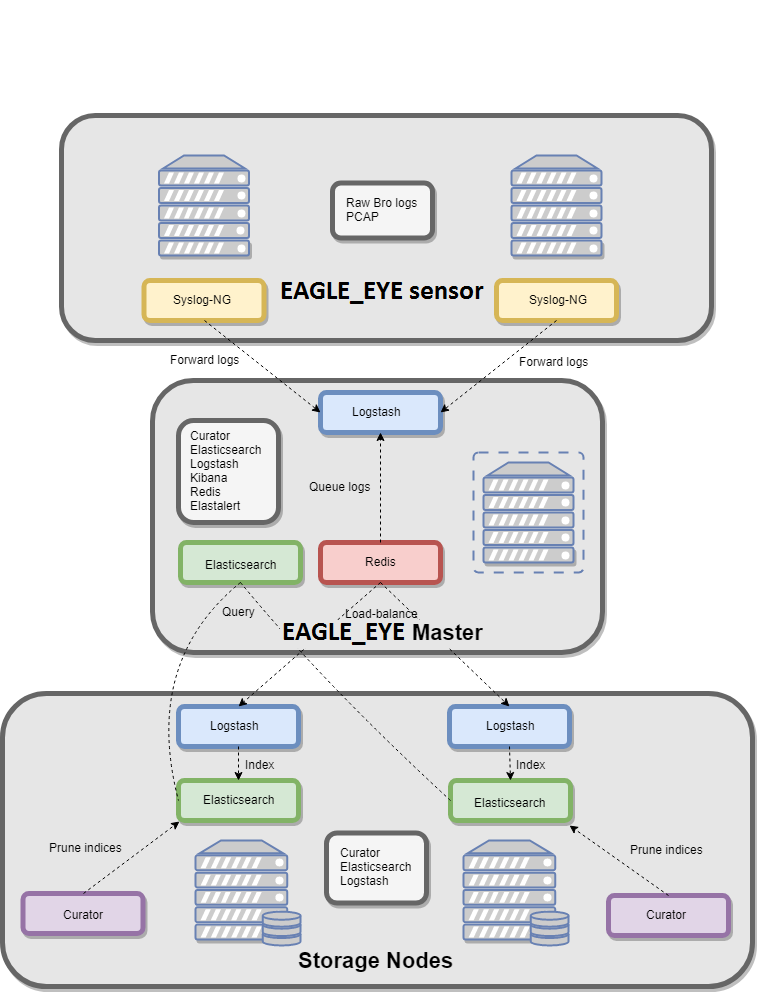 Raw Bro logs
PCAP
Syslog-NG
EAGLE_EYE sensor
Syslog-NG
Forward logs
Forward logs
Logstash
Curator
Elasticsearch
Logstash
Kibana
Redis
Elastalert
Queue logs
Elasticsearch
Redis
Query
Load-balance
EAGLE_EYE Master
Logstash
Logstash
Index
Index
Elasticsearch
Elasticsearch
Prune indices
Curator
Elasticsearch
Logstash
Prune indices
Curator
Curator
Storage Nodes